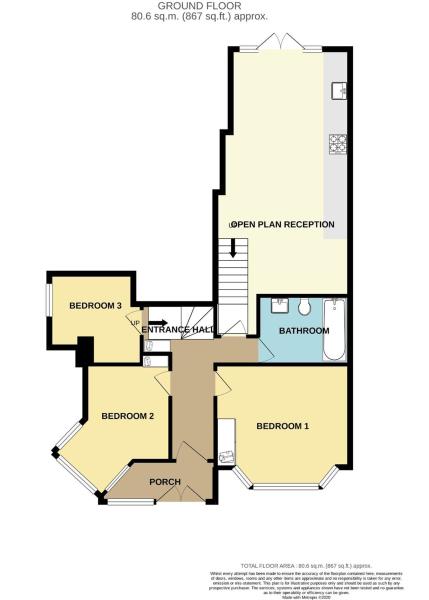 GROUND FLOOR
80.6 sq.m. (867 sq.ft.) approx.
UP
OPEN PLAN RECEPTION
BEDROOM 3
UP
ENTRANCE HALL
BATHROOM
BEDROOM 2
BEDROOM 1
PORCH
TOTAL FLOOR AREA : 80.6 sq.m. (867 sq.ft.) approx.
Whilst every attempt has been made to ensure the accuracy of the floorplan contained here, measurements
of doors, windows, rooms and any other items are approximate and no responsibility is taken for any error,
omission or mis-statement. This plan is for illustrative purposes only and should be used as such by any
prospective purchaser. The services, systems and appliances shown have not been tested and no guarantee
as to their operability or efficiency can be given.
Made with Metropix ©2020